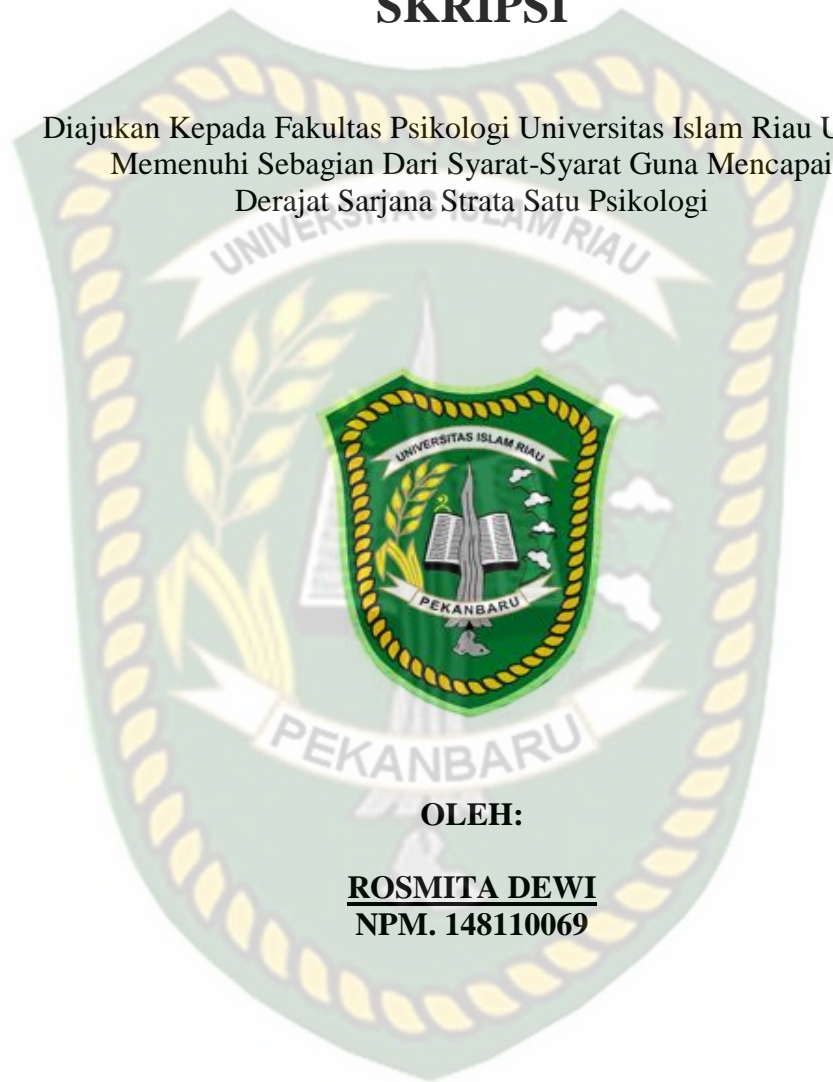 SKRIPSI
Diajukan Kepada Fakultas Psikologi Universitas Islam Riau U
Memenuhi Sebagian Dari Syarat-Syarat Guna Mencapai
Derajat Sarjana Strata Satu Psikologi
UNIVERSITAS ISLAM RIAU
UNIVERSITAS ISLAM RIAU
PEKANBARU
PEKANBARU
OLEH:
ROSMITA DEWI
NPM. 148110069